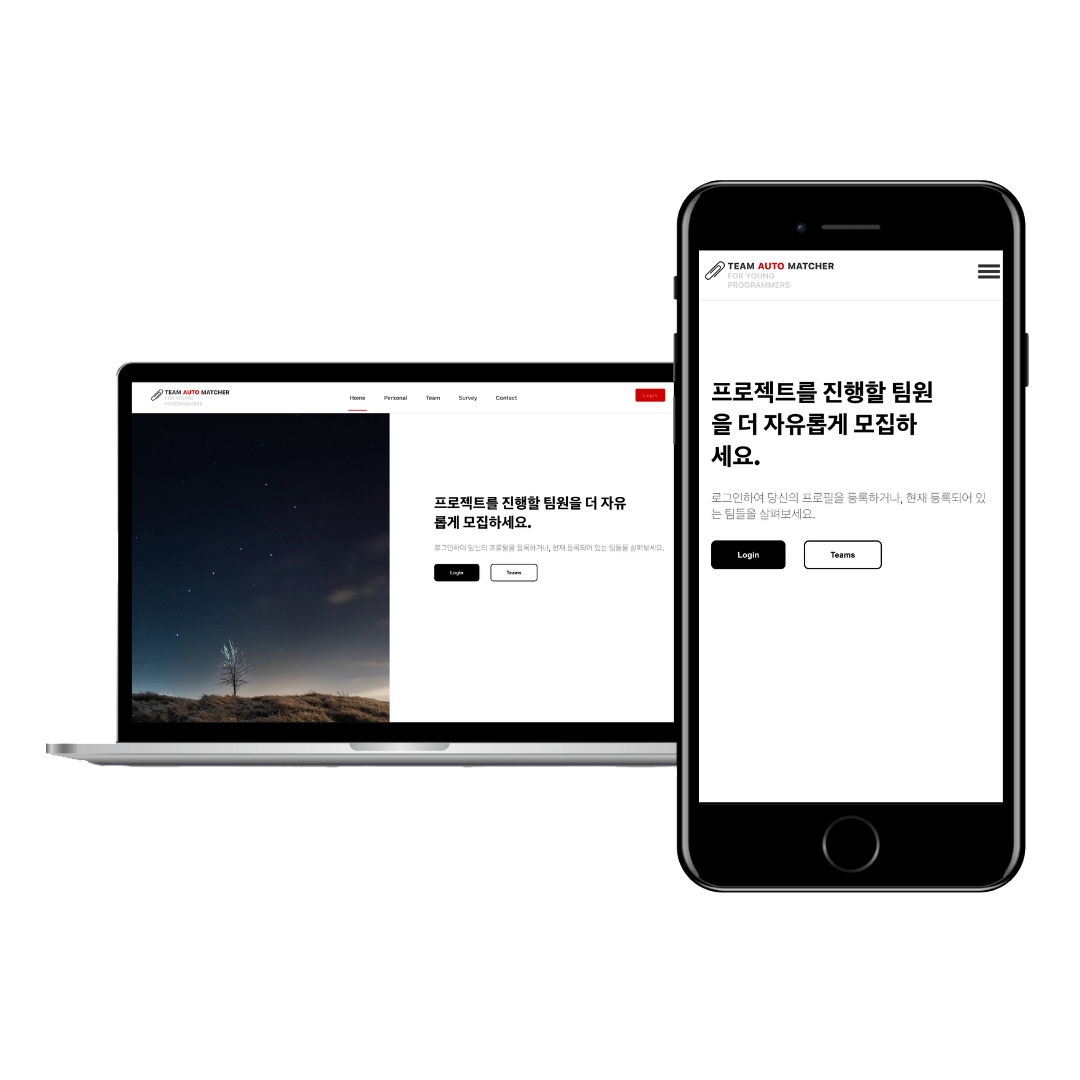 TEAM AUTO MATCHER
FOR YOUNG
PROGRAMMERS
Home Personal Team Survey Contact
Login
프로젝트를 진행할 팀원을 더 자유
롭게 모집하세요.
로그인하여 당신의 프로필을 등록하거나, 현재 등록되어 있는 팀들을 살펴보세요.
Login Teams
TEAM AUTO MATCHER
FOR YOUNG
PROGRAMMERS
프로젝트를 진행할 팀원
을 더 자유롭게 모집하
세요.
로그인하여 당신의 프로필을 등록하거나, 현재 등록되어 있
는 팀들을 살펴보세요.
Login Teams